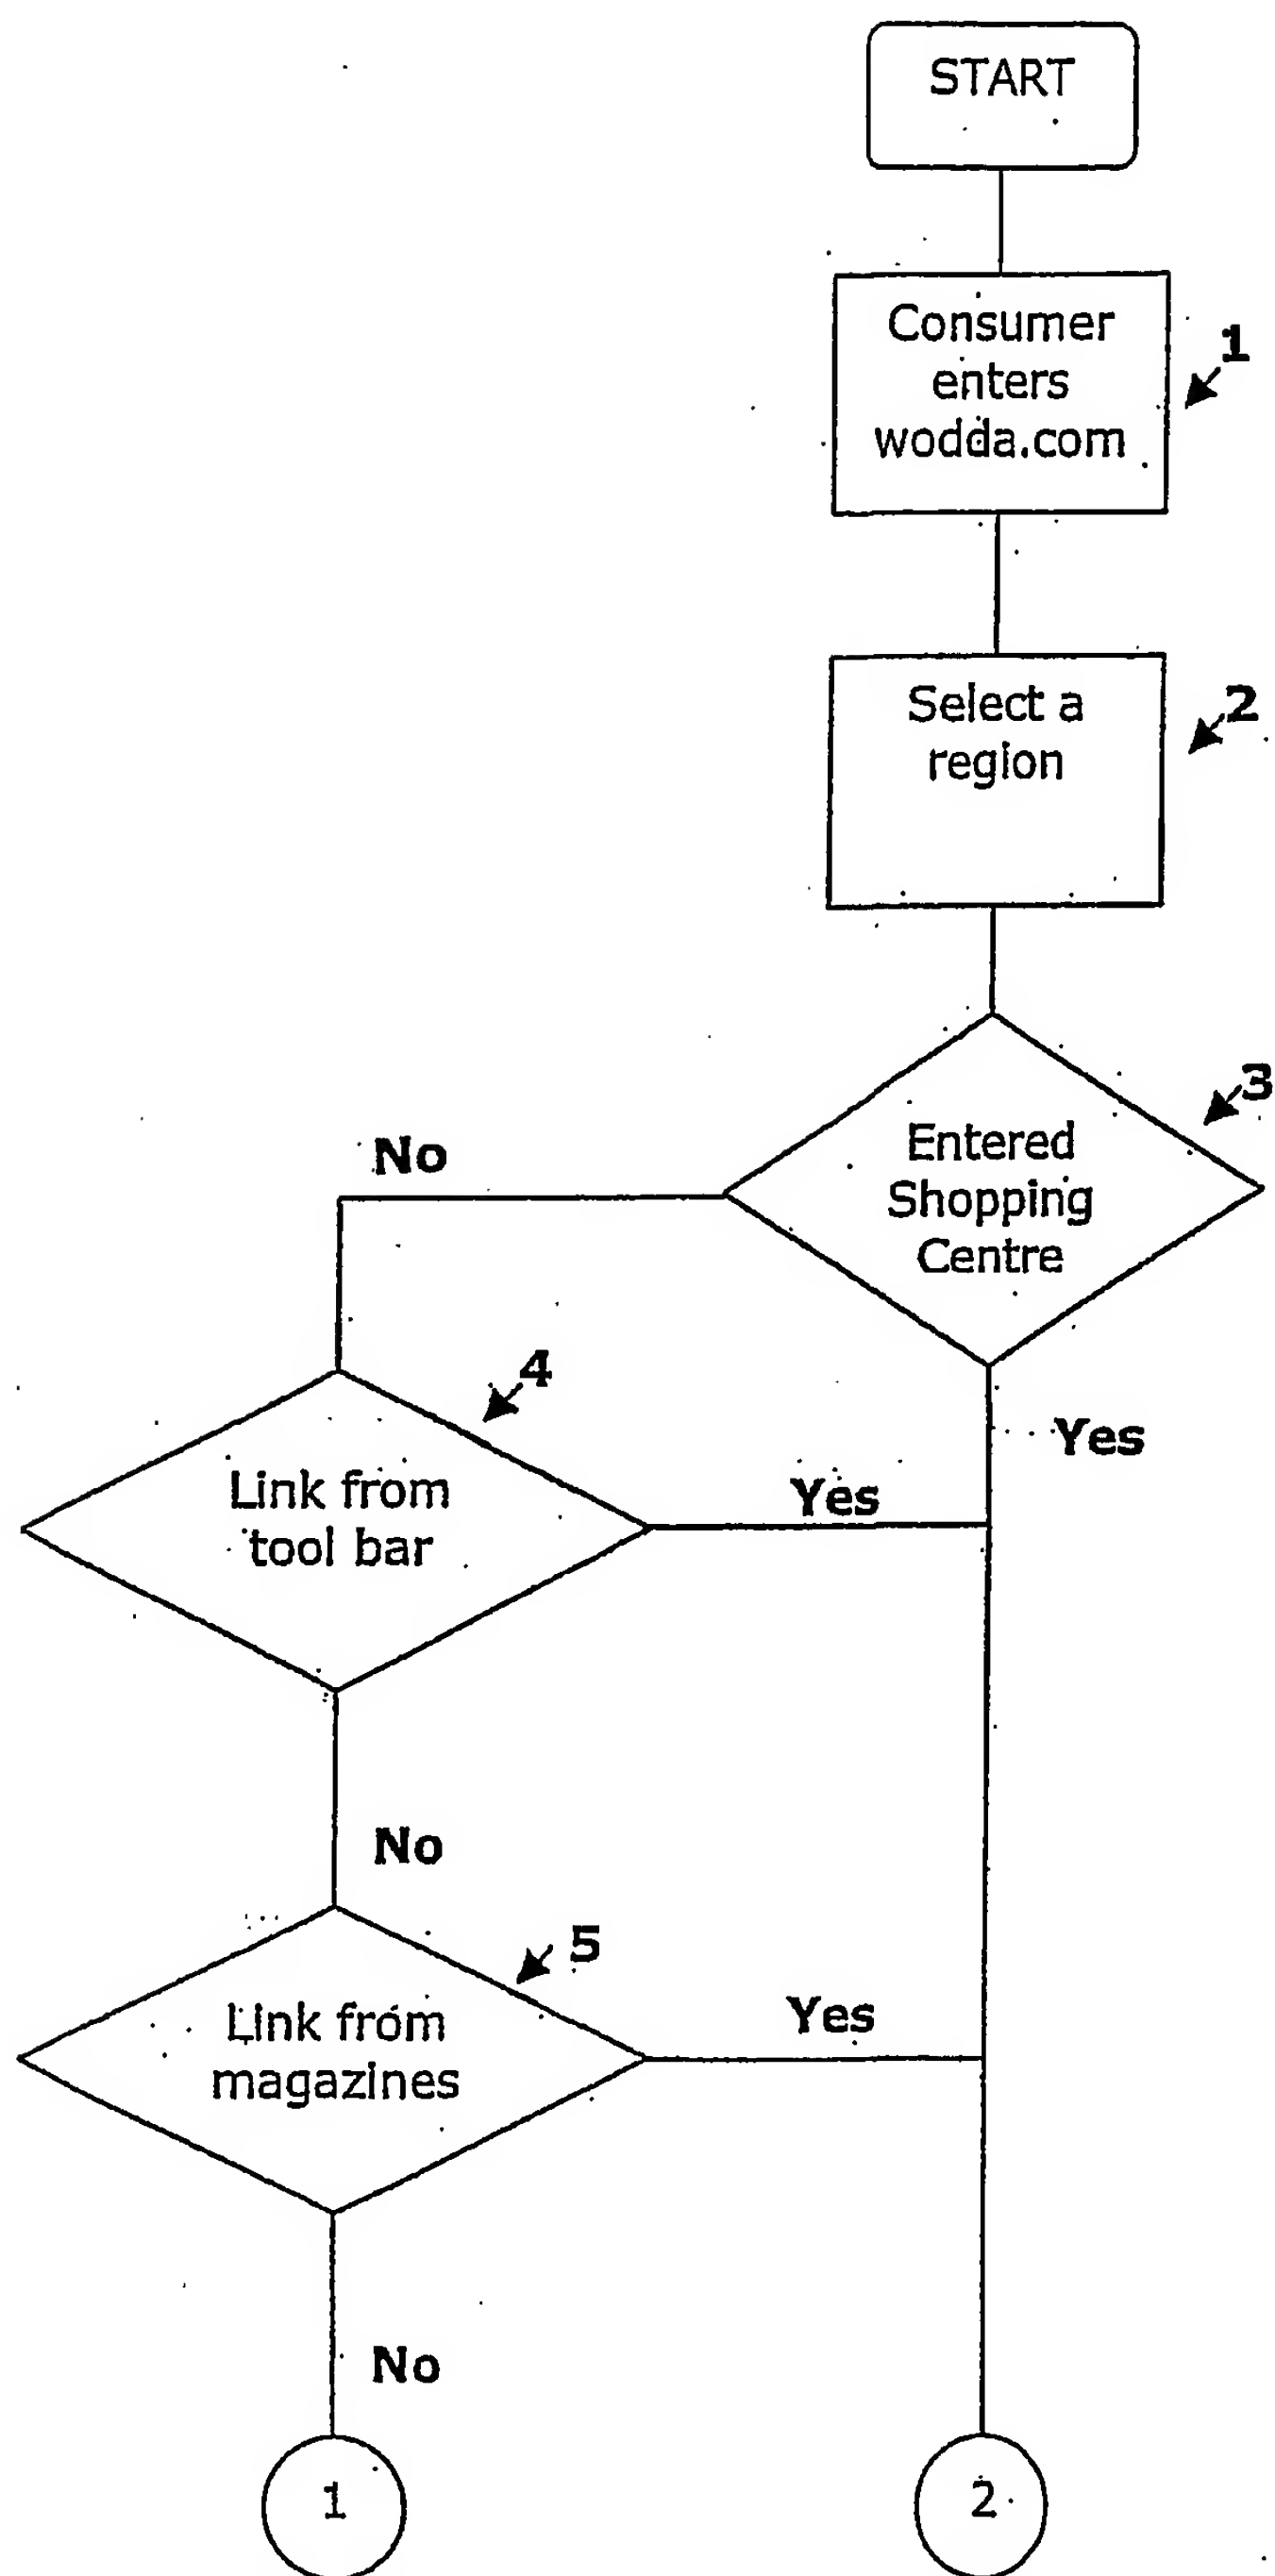 START
Consumer
enters
wodda.com
1
Select a
region
2
3
Entered
Shopping
Centre
No
4
Yes
Link from
tool bar
Yes
No
5
Link from
magazines
Yes
No
1
2